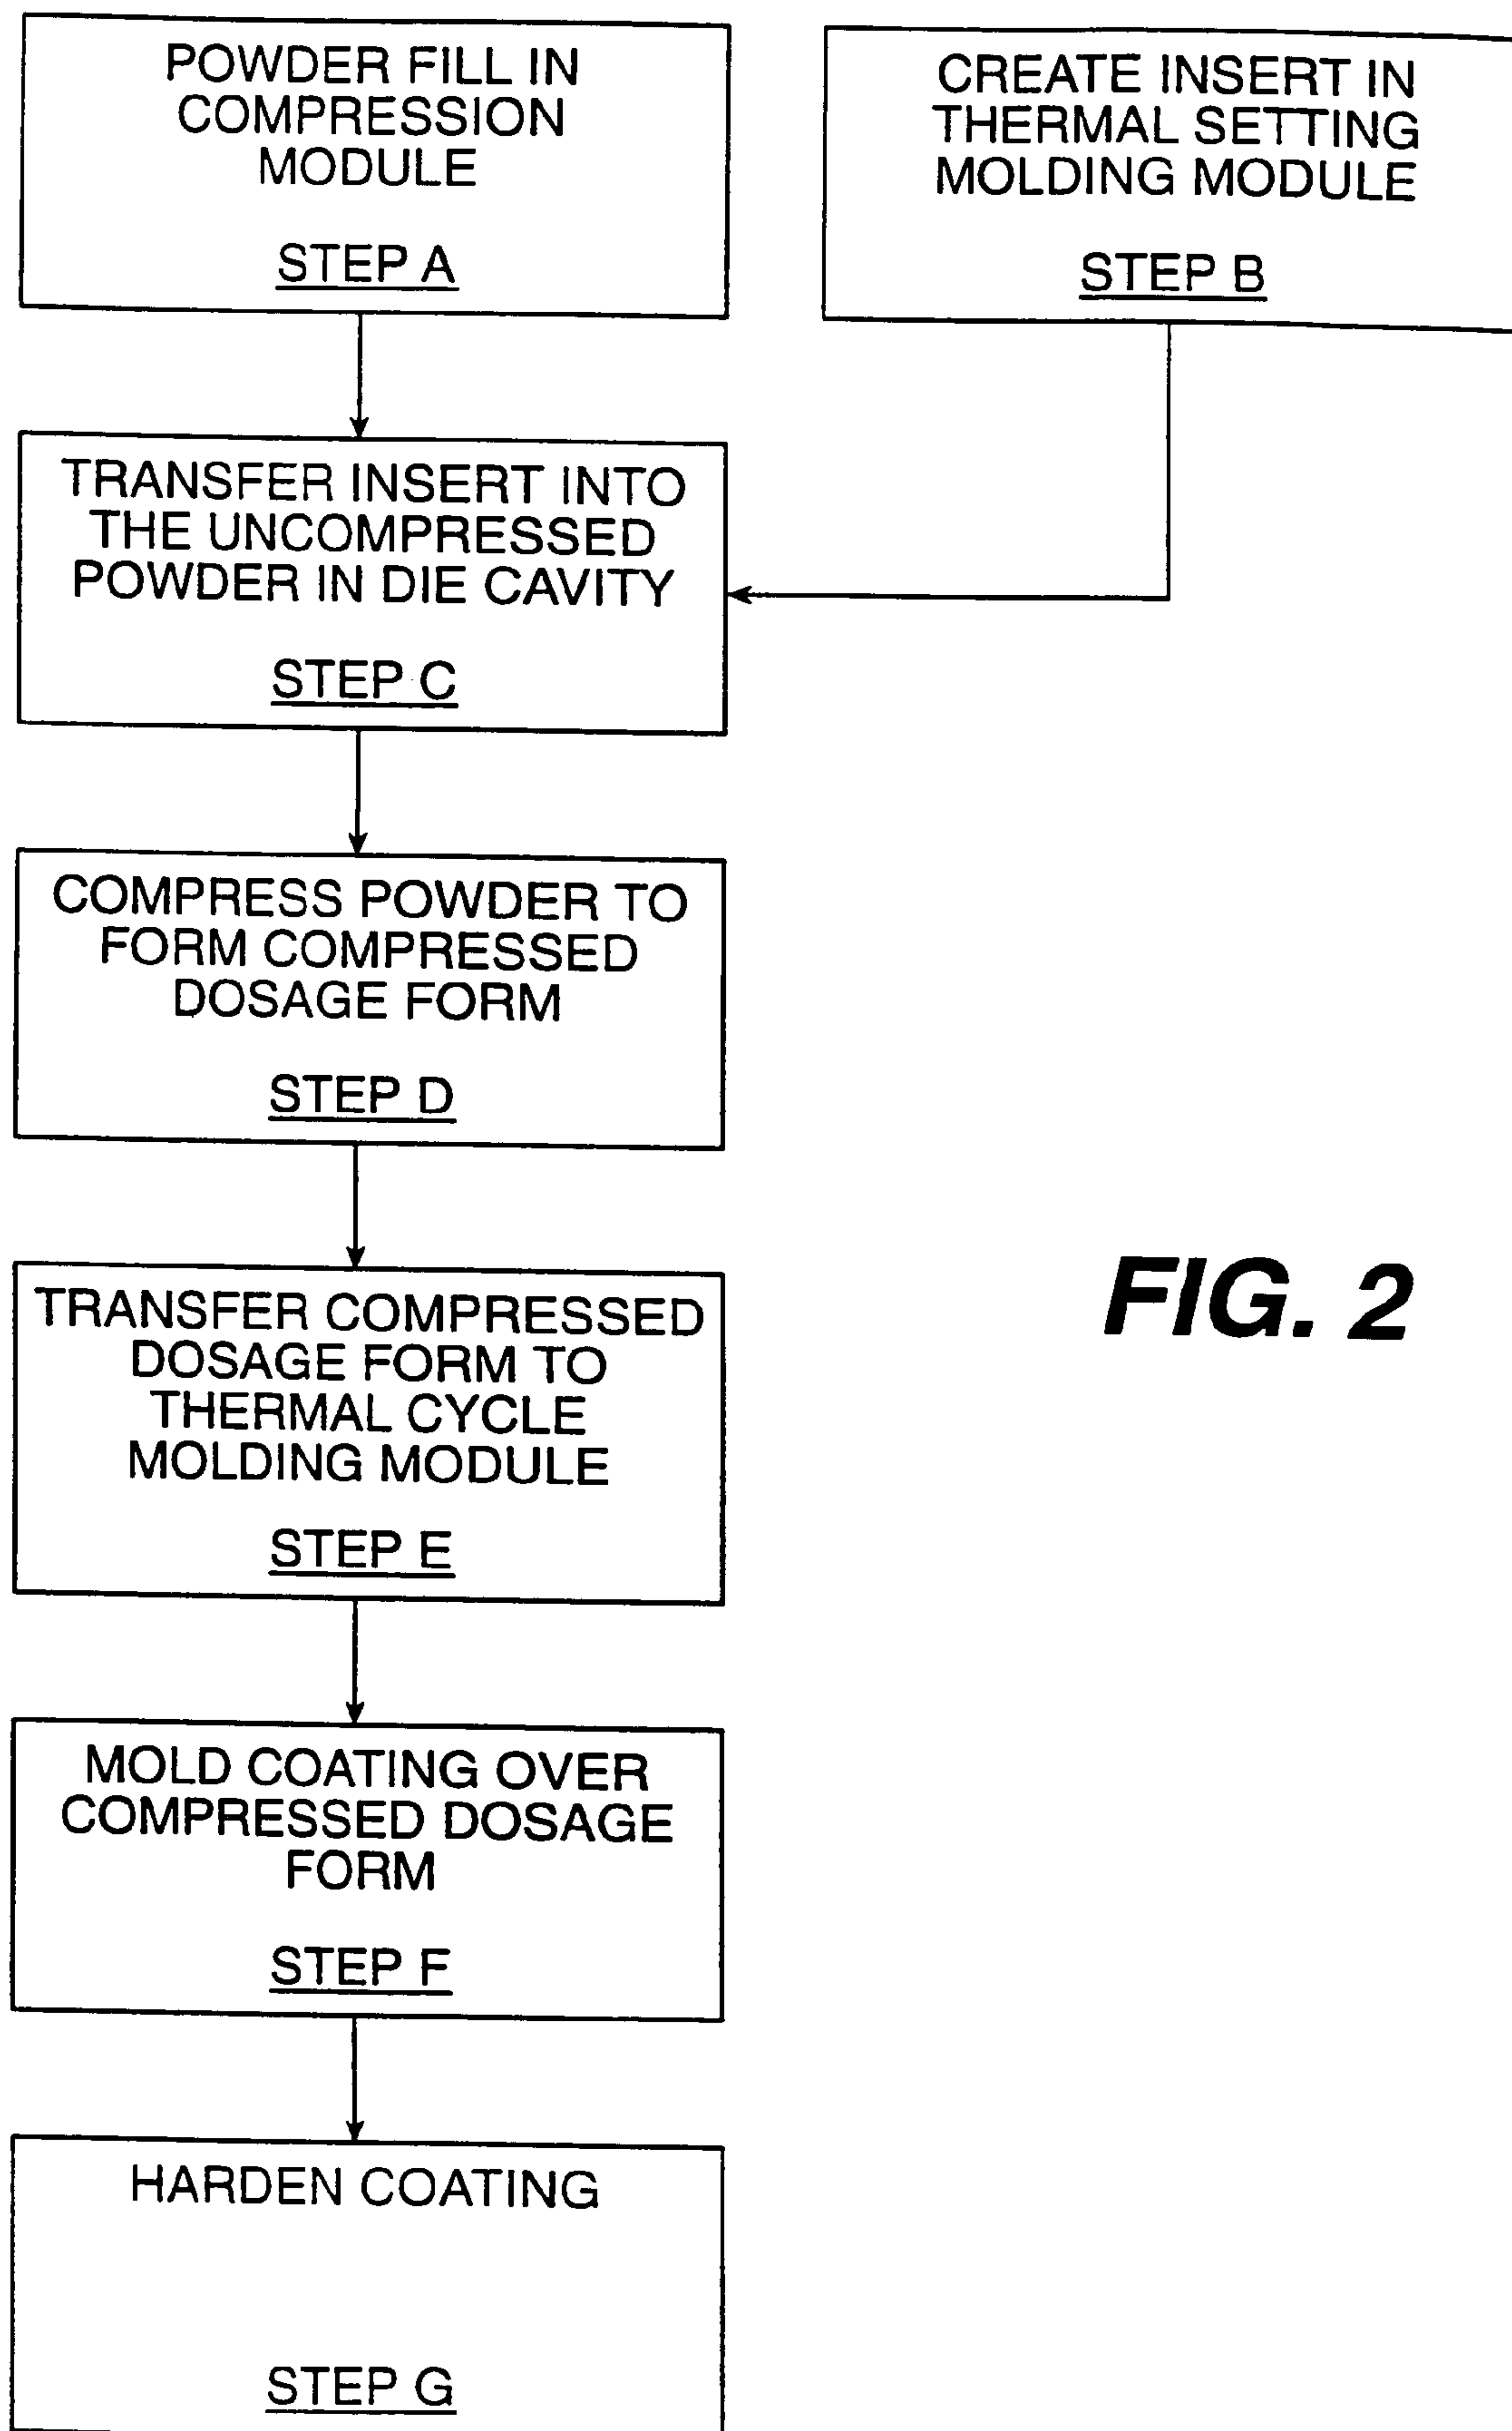 POWDER FILL IN
COMPRESSION
MODULE
STEP A
CREATE INSERT IN
THERMAL SETTING
MOLDING MODULE
STEP B
TRANSFER INSERT INTO
THE UNCOMPRESSED
POWDER IN DIE CAVITY
STEP C
COMPRESS POWDER TO
FORM COMPRESSED
DOSAGE FORM
STEP D
TRANSFER COMPRESSED
DOSAGE FORM TO
THERMAL CYCLE
MOLDING MODULE
STEP E
FIG. 2
MOLD COATING OVER
COMPRESSED DOSAGE
FORM
STEP F
HARDEN COATING
STEP G